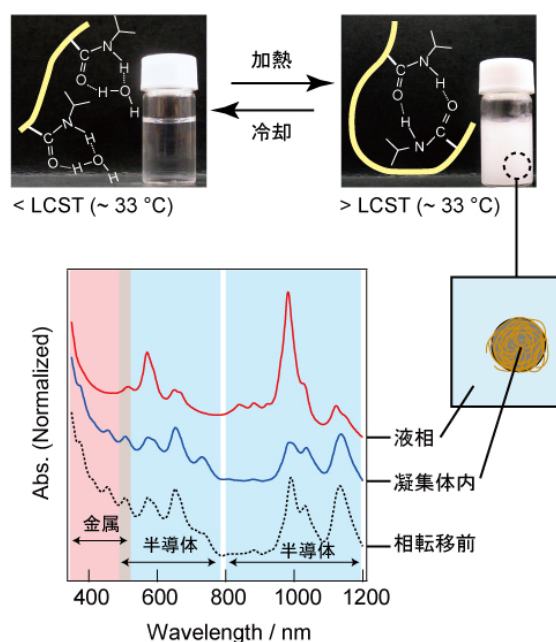 加熱
冷却
< LCST (~ 33 °C)
> LCST (~ 33 °C)
C
O
N
H
H
O
H
C
O
N
H
H
O
H
C
O
N
H
H
N
C
O
Abs. (Normalized)
金属
半導体
半導体
液相
凝集体内
相転移前
400
600
800
1000
1200
Wavelength / nm